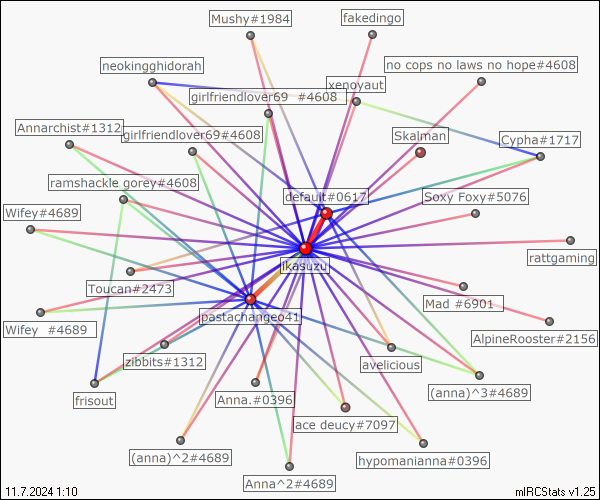 Mushy#1984
fakedingo
neokingghidorah
no cops no laws no hope#4608
xenoyaut
girlfriendlover69 #4608
Annarchist#1312
girlfriendlover69#4608
Skalman
Cypha#1717
ramshackle gorey#4608
default#0617
Soxy Foxy#5076
Wifey#4689
rattgaming
jkasuzu
Toucan#2473
Mad #6901
pastachange041
Wifey #4689
AlpineRooster#2156
zibbits#1312
avelicious
(anna)^3#4689
frisout
Anna.#0396
ace deucy#7097
(anna)^2#4689
hypomanianna#0396
Anna^2#4689
11.7.2024 1:10
mIRCStats v1.25